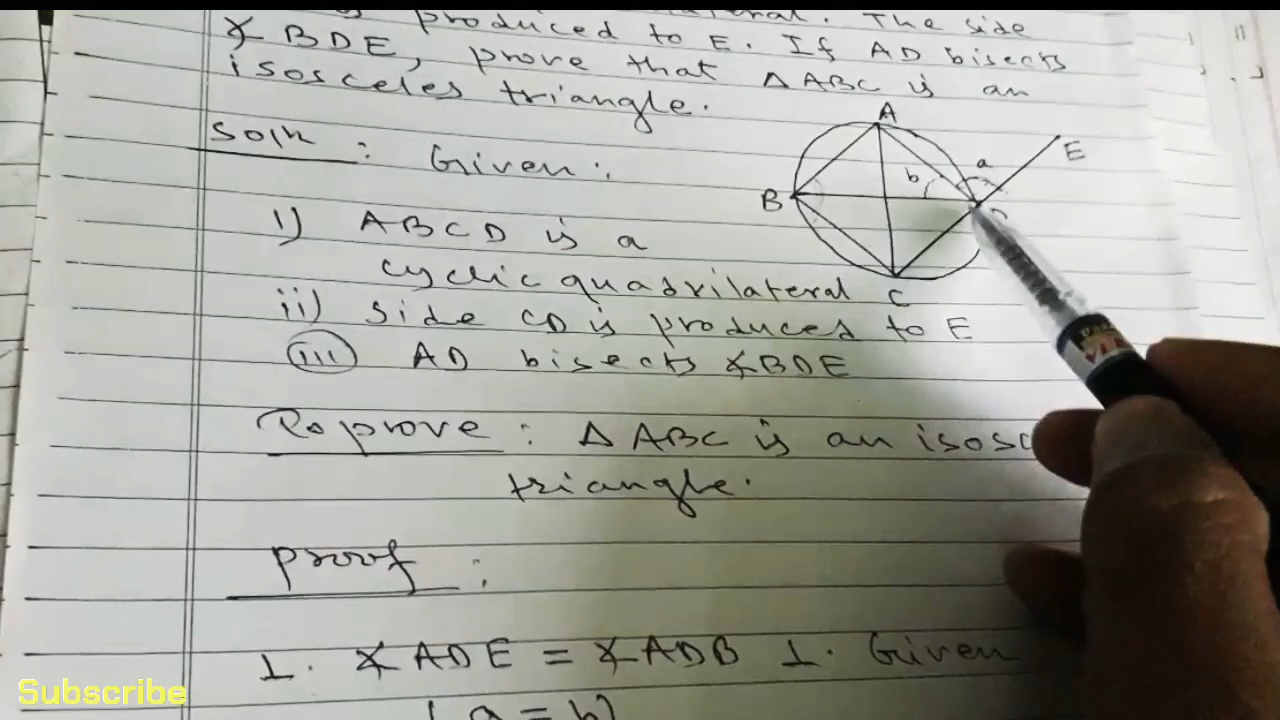 produced to E. If AD bisects
∡BDE, prove that ΔABC is an
isosceles triangle.
Soln : Given :
i) ABCD is a
cyclic quadrilateral
ii) side CD is produces to E
iii) AD bisects ∡BDE
To prove : Δ ABC is an isosc
triangle.
Proof :
1. ∡ADE = ∡ADB 1. Given
(a = b)
A
E
a
b
B
C
Subscribe